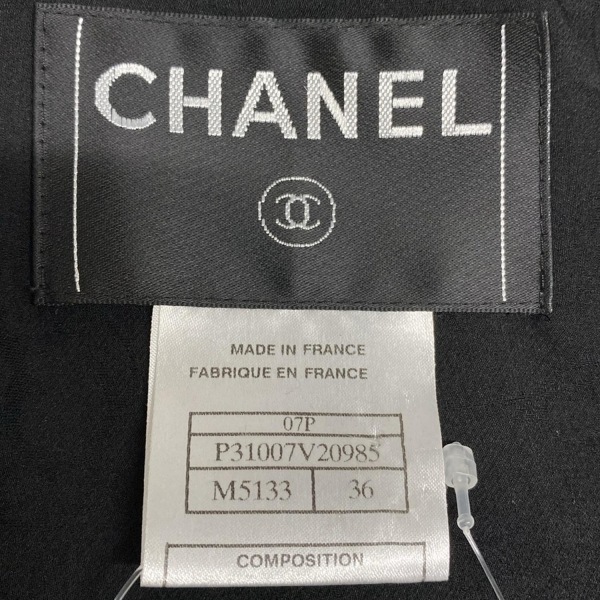 CHANEL
MADE IN FRANCE
FABRIQUE EN FRANCE
07P
P31007V20985
M5133 36
COMPOSITION